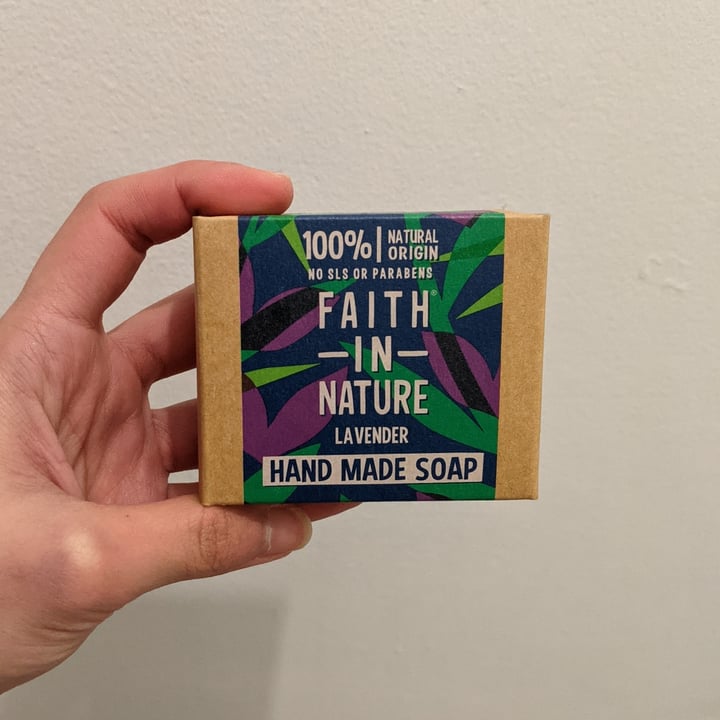 100% | NATURAL ORIGIN
NO SLS OR PARABENS
FAITH®
—IN—
NATURE
LAVENDER
HAND MADE SOAP